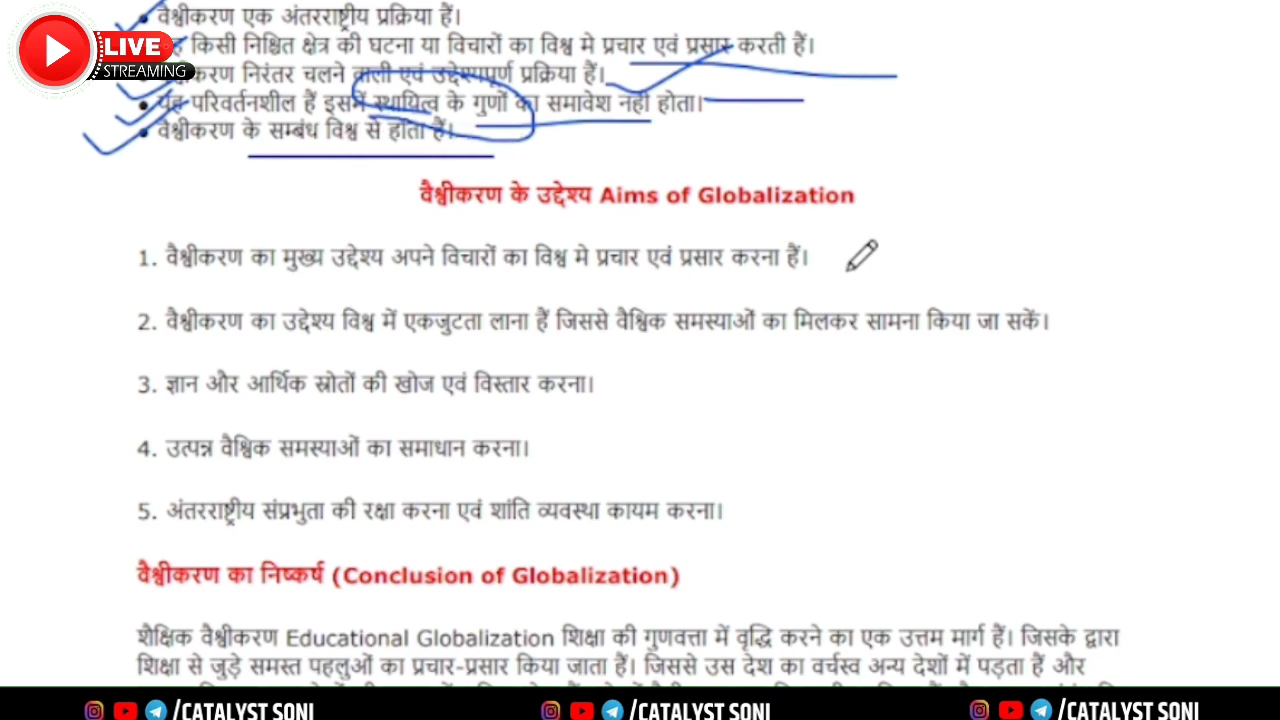 वैश्वीकरण एक अंतरराष्ट्रीय प्रक्रिया हैं।
किसी निश्चित क्षेत्र की घटना या विचारों का विश्व मे प्रचार एवं प्रसार करती हैं।
LIVE
STREAMING
निरंतर चलने वाली एवं उद्देश्यपूर्ण प्रक्रिया हैं।
यह परिवर्तनशील हैं इसमें स्थायित्व के गुणों का समावेश नही होता।
वैश्वीकरण के सम्बंध विश्व से होता हैं।
वैश्वीकरण के उद्देश्य Aims of Globalization
1. वैश्वीकरण का मुख्य उद्देश्य अपने विचारों का विश्व मे प्रचार एवं प्रसार करना हैं।
2. वैश्वीकरण का उद्देश्य विश्व में एकजुटता लाना हैं जिससे वैश्विक समस्याओं का मिलकर सामना किया जा सकें।
3. ज्ञान और आर्थिक स्रोतों की खोज एवं विस्तार करना।
4. उत्पन्न वैश्विक समस्याओं का समाधान करना।
5. अंतरराष्ट्रीय संप्रभुता की रक्षा करना एवं शांति व्यवस्था कायम करना।
वैश्वीकरण का निष्कर्ष (Conclusion of Globalization)
शैक्षिक वैश्वीकरण Educational Globalization शिक्षा की गुणवत्ता में वृद्धि करने का एक उत्तम मार्ग हैं। जिसके द्वारा
शिक्षा से जुड़े समस्त पहलुओं का प्रचार-प्रसार किया जाता हैं। जिससे उस देश का वर्चस्व अन्य देशों में पड़ता हैं और
/CATALYST SONI /CATALYST SONI /CATALYST SONI